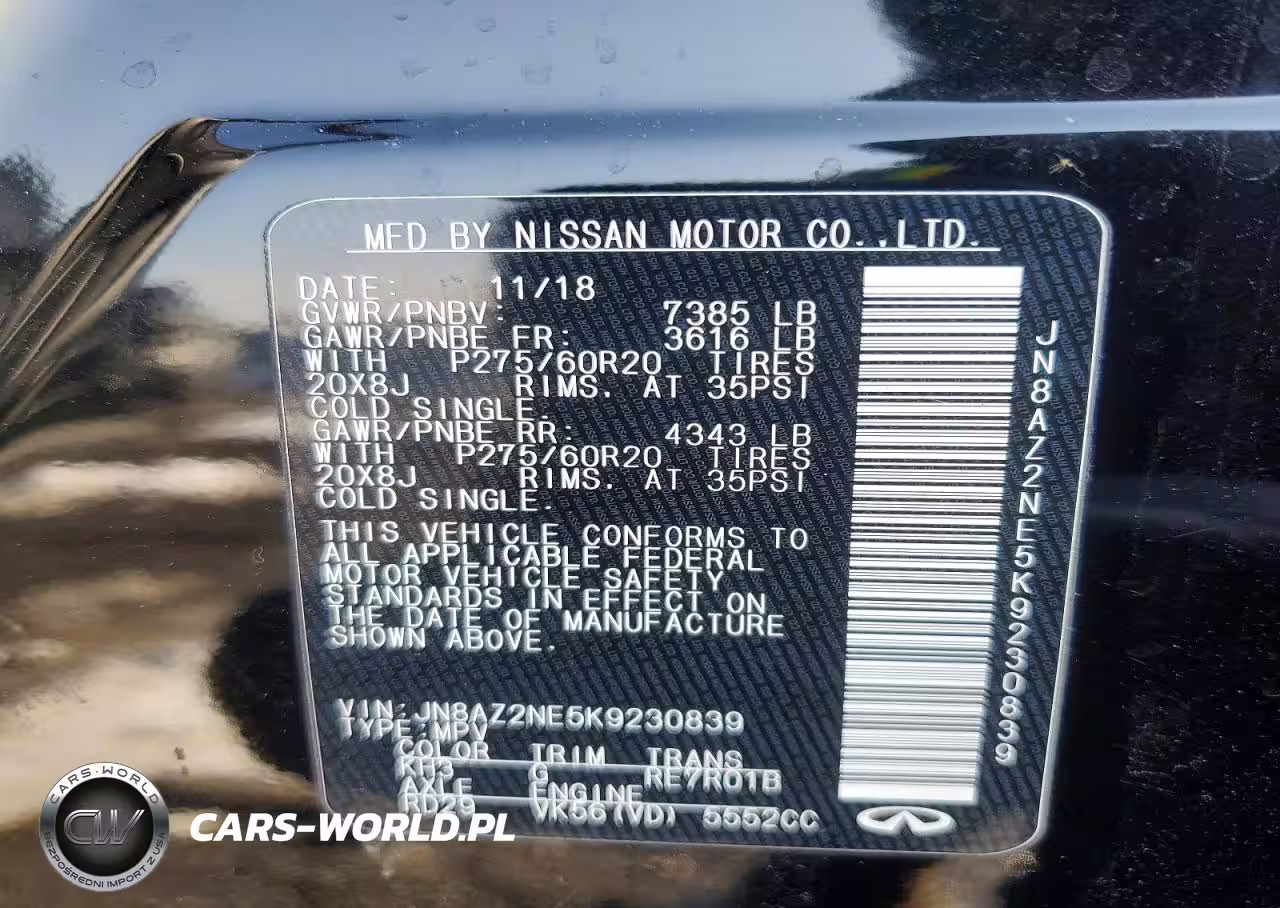 MFD BY NISSAN MOTOR CO.,LTD.
DATE: 11/18
GVWR/PNBV: 7385 LB
GAWR/PNBE FR: 3616 LB
WITH P275/60R20 TIRES
20X8J RIMS. AT 35PSI
COLD SINGLE.
GAWR/PNBE RR: 4343 LB
WITH P275/60R20 TIRES
20X8J RIMS. AT 35PSI
COLD SINGLE.
THIS VEHICLE CONFORMS TO
ALL APPLICABLE FEDERAL
MOTOR VEHICLE SAFETY
STANDARDS IN EFFECT ON
THE DATE OF MANUFACTURE
SHOWN ABOVE.
VIN:JN8AZ2NE5K9230839
TYPE:MPV
COLOR TRIM TRANS
KH3 G RE7R01B
AXLE ENGINE
RD29 VK56(VD) 5552CC
JN8AZ2NE5K9230839
CARS-WORLD
CW
BEZPOŚREDNI IMPORT Z USA
CARS-WORLD.PL